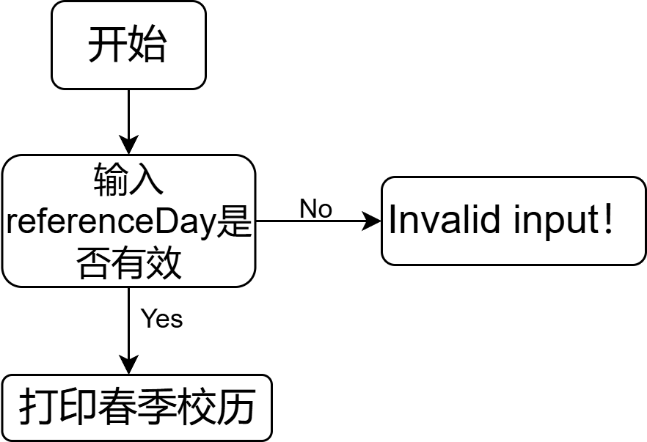 开始
输入
referenceDay是
否有效
No
Invalid input！
Yes
打印春季校历